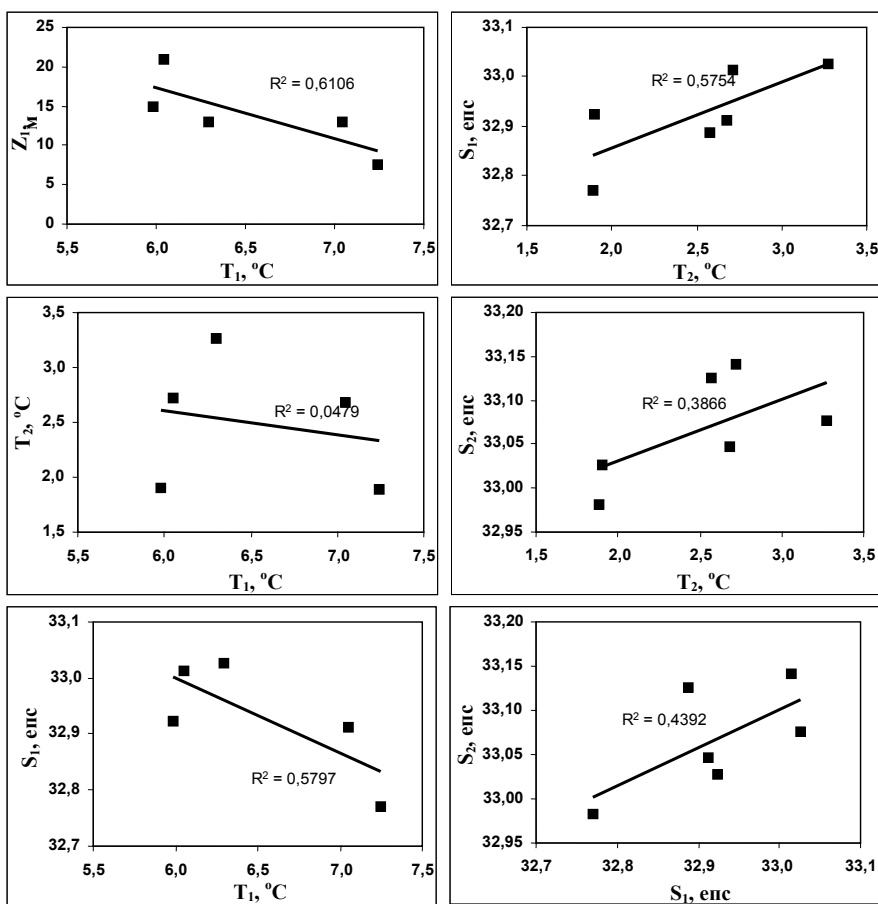 25
20
15
10
5
0
Z₁, м
R² = 0,6106
5,5 6,0 6,5 7,0 7,5
T₁, °C
33,1
33,0
32,9
32,8
32,7
S₁, епс
R² = 0,5754
1,5 2,0 2,5 3,0 3,5
T₂, °C
3,5
3,0
2,5
2,0
1,5
T₂, °C
R² = 0,0479
5,5 6,0 6,5 7,0 7,5
T₁, °C
33,20
33,15
33,10
33,05
33,00
32,95
S₂, епс
R² = 0,3866
1,5 2,0 2,5 3,0 3,5
T₂, °C
33,1
33,0
32,9
32,8
32,7
S₁, епс
R² = 0,5797
5,5 6,0 6,5 7,0 7,5
T₁, °C
33,20
33,15
33,10
33,05
33,00
32,95
S₂, епс
R² = 0,4392
32,7 32,8 32,9 33,0 33,1
S₁, епс